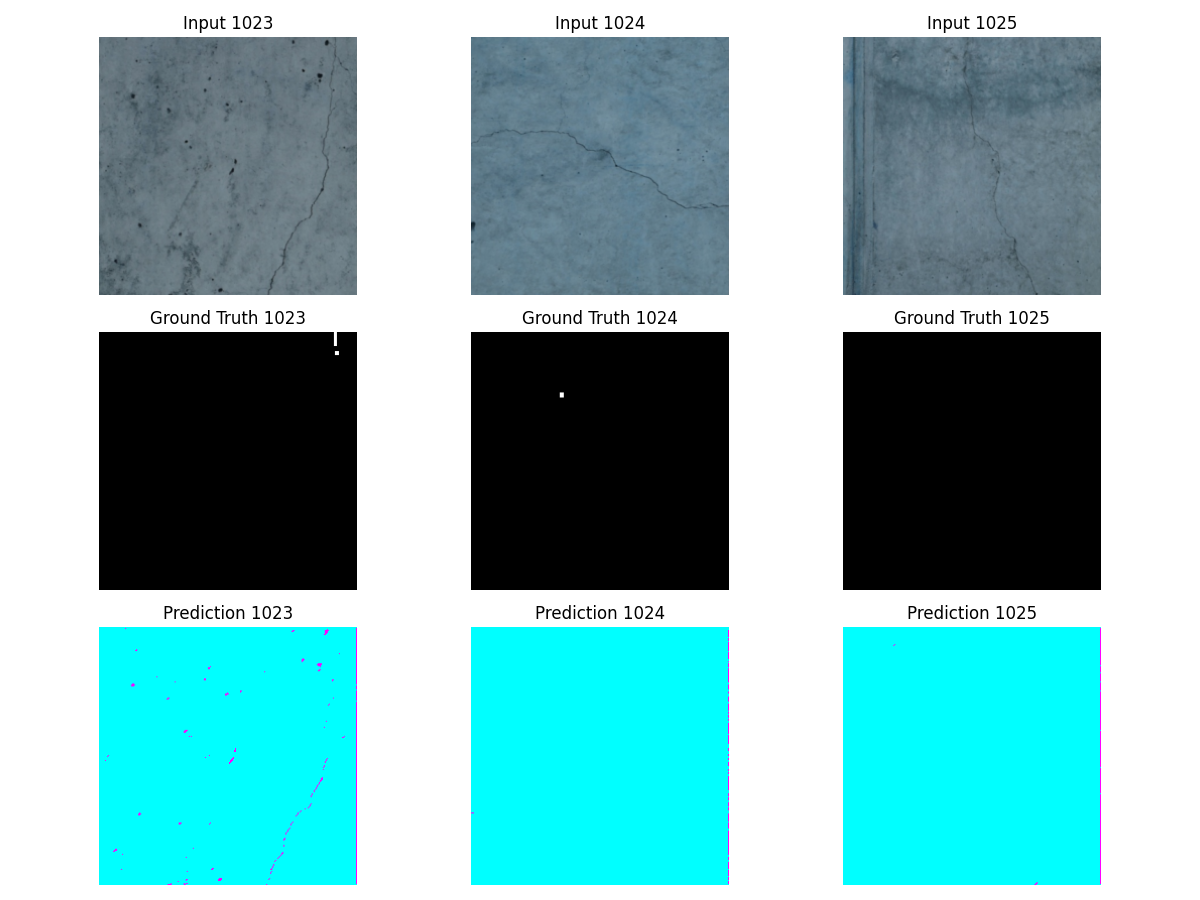 Input 1023
Input 1024
Input 1025
Ground Truth 1023
Ground Truth 1024
Ground Truth 1025
Prediction 1023
Prediction 1024
Prediction 1025